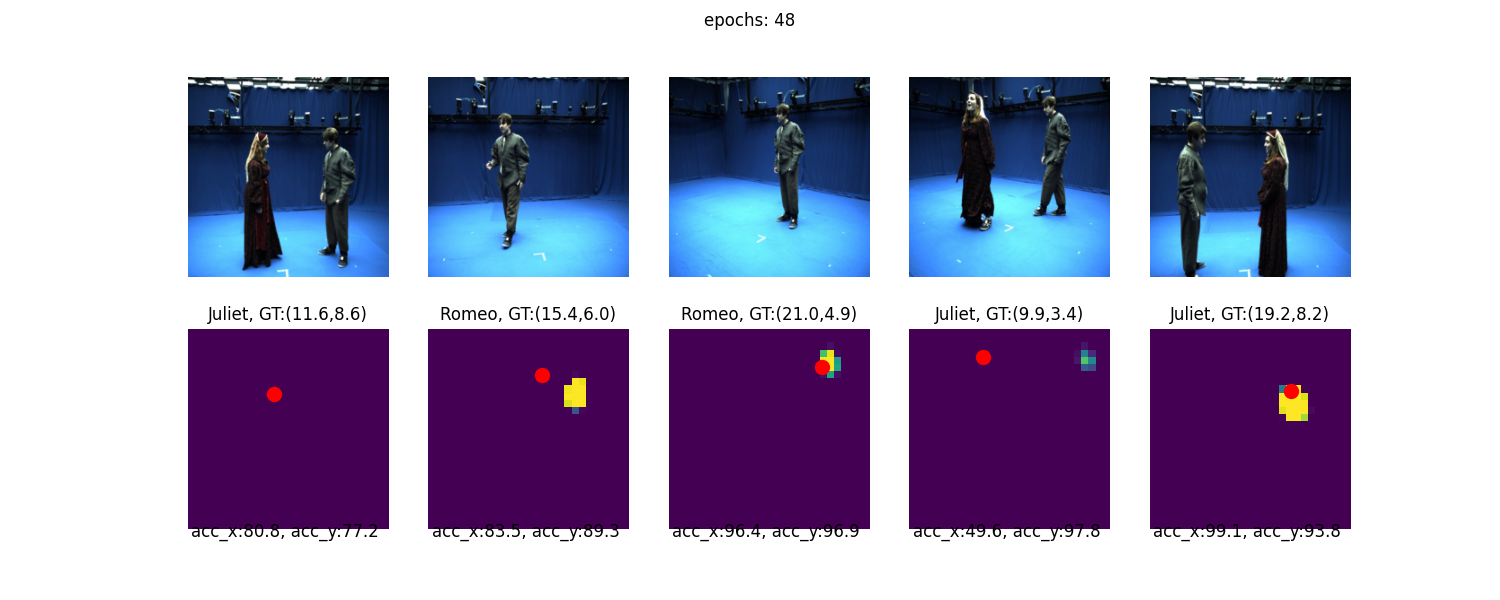 epochs: 48
Juliet, GT:(11.6,8.6)
Romeo, GT:(15.4,6.0)
Romeo, GT:(21.0,4.9)
Juliet, GT:(9.9,3.4)
Juliet, GT:(19.2,8.2)
acc_x:80.8, acc_y:77.2
acc_x:83.5, acc_y:89.3
acc_x:96.4, acc_y:96.9
acc_x:49.6, acc_y:97.8
acc_x:99.1, acc_y:93.8